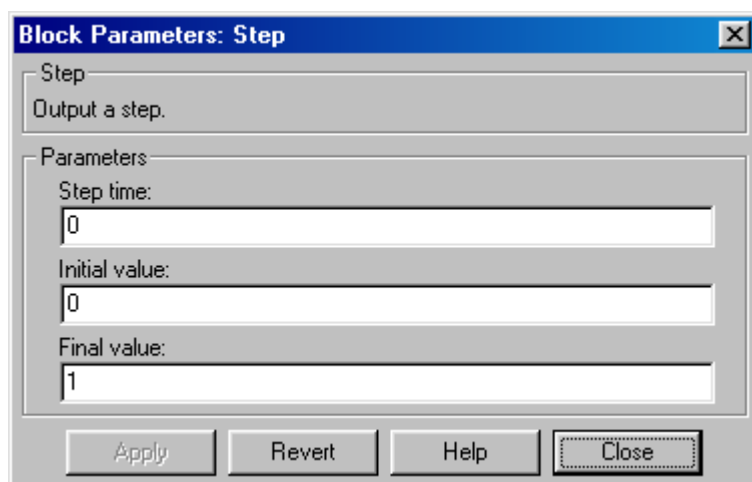 Block Parameters: Step
Step
Output a step.
Parameters
Step time:
0
Initial value:
0
Final value:
1
Apply Revert Help Close